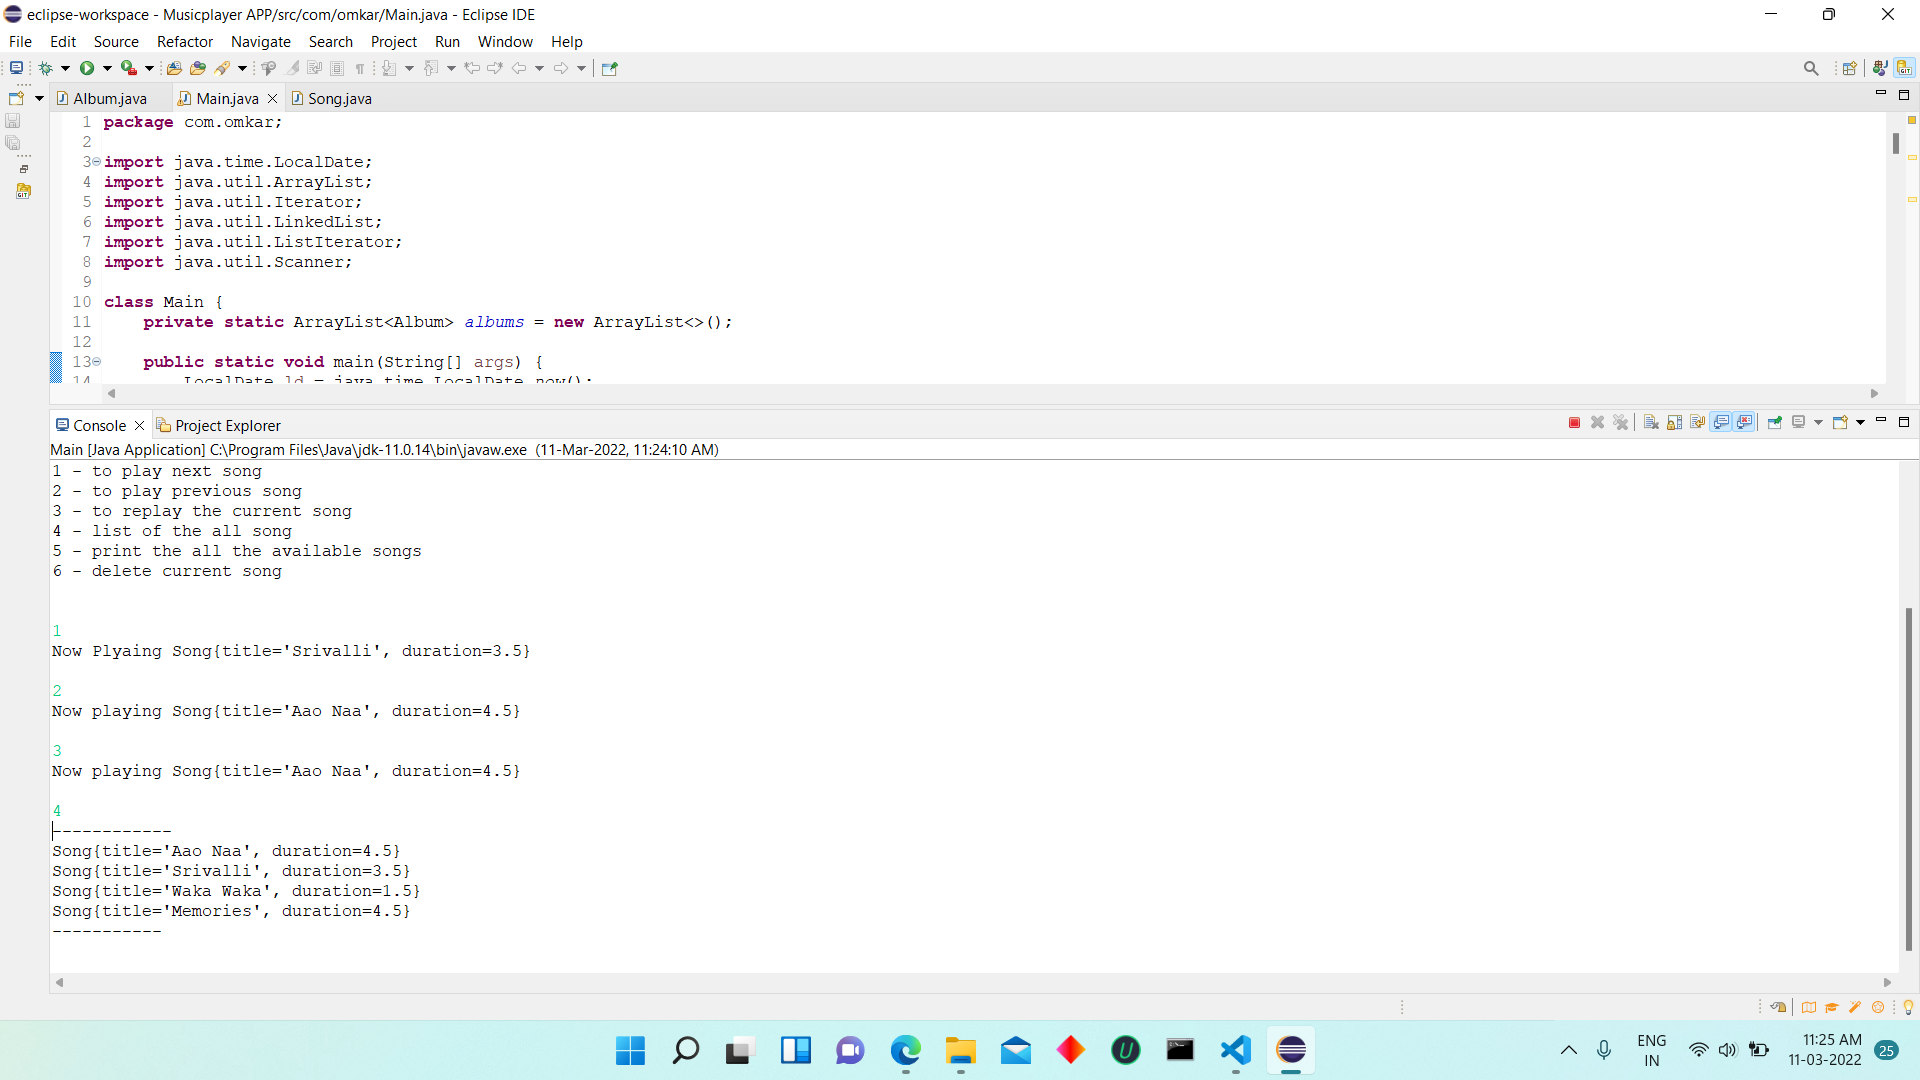 eclipse-workspace - Musicplayer APP/src/com/omkar/Main.java - Eclipse IDE
File Edit Source Refactor Navigate Search Project Run Window Help
Album.java Main.java Song.java
1 package com.omkar;
2
3 import java.time.LocalDate;
4 import java.util.ArrayList;
5 import java.util.Iterator;
6 import java.util.LinkedList;
7 import java.util.ListIterator;
8 import java.util.Scanner;
9
10 class Main {
11 private static ArrayList<Album> albums = new ArrayList<>();
12
13 public static void main(String[] args) {
14 LocalDate ld = java.time.LocalDate.now();
Console Project Explorer
Main [Java Application] C:\Program Files\Java\jdk-11.0.14\bin\javaw.exe (11-Mar-2022, 11:24:10 AM)
1 - to play next song
2 - to play previous song
3 - to replay the current song
4 - list of the all song
5 - print the all the available songs
6 - delete current song
1
Now Plyaing Song{title='Srivalli', duration=3.5}
2
Now playing Song{title='Aao Naa', duration=4.5}
3
Now playing Song{title='Aao Naa', duration=4.5}
4
------------
Song{title='Aao Naa', duration=4.5}
Song{title='Srivalli', duration=3.5}
Song{title='Waka Waka', duration=1.5}
Song{title='Memories', duration=4.5}
-----------
ENG
IN
11:25 AM
11-03-2022
25